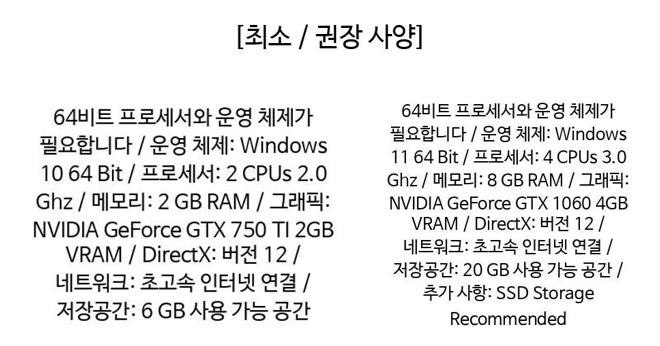 [최소 / 권장 사양]
64비트 프로세서와 운영 체제가
필요합니다 / 운영 체제: Windows
10 64 Bit / 프로세서: 2 CPUs 2.0
Ghz / 메모리: 2 GB RAM / 그래픽:
NVIDIA GeForce GTX 750 TI 2GB
VRAM / DirectX: 버전 12 /
네트워크: 초고속 인터넷 연결 /
저장공간: 6 GB 사용 가능 공간
64비트 프로세서와 운영 체제가
필요합니다 / 운영 체제: Windows
11 64 Bit / 프로세서: 4 CPUs 3.0
Ghz / 메모리: 8 GB RAM / 그래픽:
NVIDIA GeForce GTX 1060 4GB
VRAM / DirectX: 버전 12 /
네트워크: 초고속 인터넷 연결 /
저장공간: 20 GB 사용 가능 공간 /
추가 사항: SSD Storage
Recommended